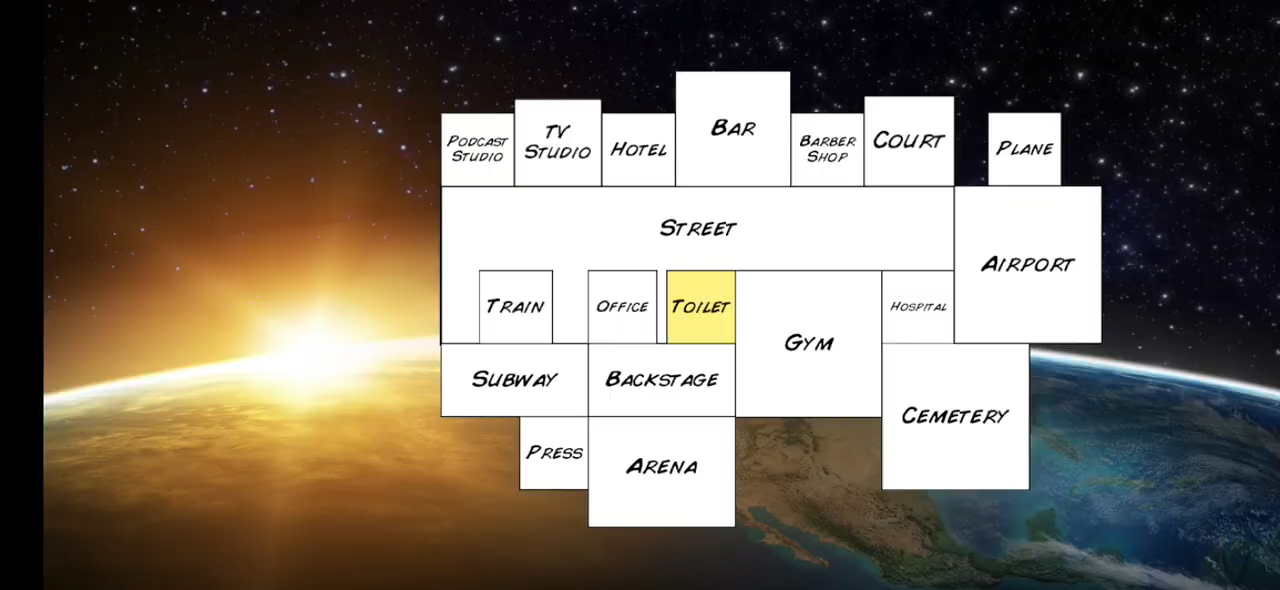 Podcast
Studio
TV
Studio
Hotel
Bar
Barber
Shop
Court
Plane
Street
Airport
Train
Office
Toilet
Gym
Hospital
Subway
Backstage
Cemetery
Press
Arena